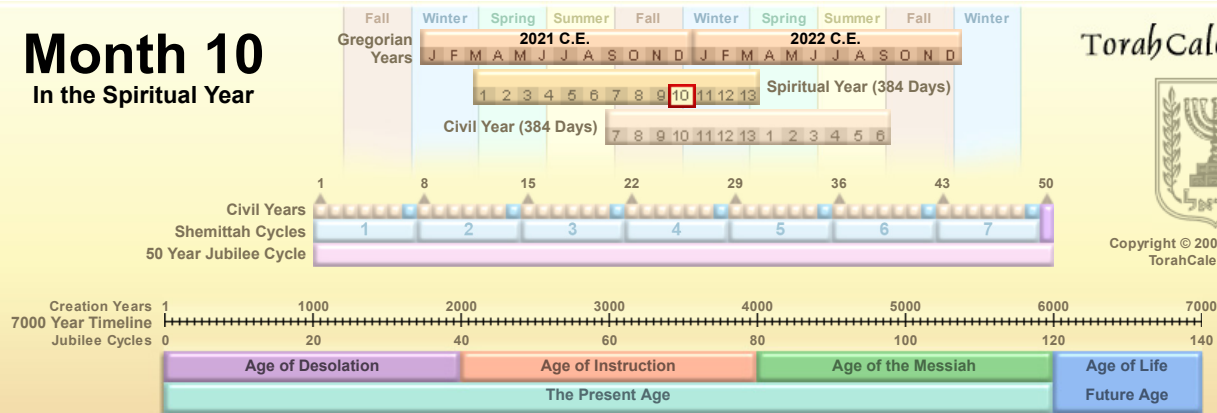 Month 10
In the Spiritual Year
Fall Winter Spring Summer Fall Winter Spring Summer Fall Winter
Gregorian Years
2021 C.E. 2022 C.E.
J F M A M J J A S O N D J F M A M J J A S O N D
1 2 3 4 5 6 7 8 9 10 11 12 13 Spiritual Year (384 Days)
Civil Year (384 Days) 7 8 9 10 11 12 13 1 2 3 4 5 6
TorahCale
1 8 15 22 29 36 43 50
Civil Years
Shemittah Cycles 1 2 3 4 5 6 7
50 Year Jubilee Cycle
Copyright © 200
TorahCale
Creation Years 1 1000 2000 3000 4000 5000 6000 7000
7000 Year Timeline
Jubilee Cycles 0 20 40 60 80 100 120 140
Age of Desolation Age of Instruction Age of the Messiah Age of Life
The Present Age Future Age